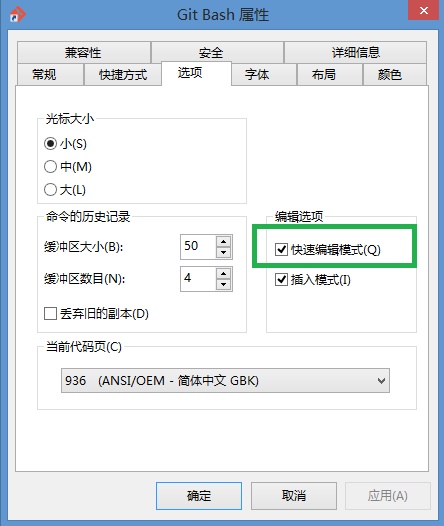 Git Bash 属性
兼容性 安全 详细信息
常规 快捷方式 选项 字体 布局 颜色
光标大小
小(S)
中(M)
大(L)
命令的历史记录
缓冲区大小(B): 50
缓冲区数目(N): 4
丢弃旧的副本(D)
编辑选项
快速编辑模式(Q)
插入模式(I)
当前代码页(C)
936 (ANSI/OEM - 简体中文 GBK)
确定 取消 应用(A)